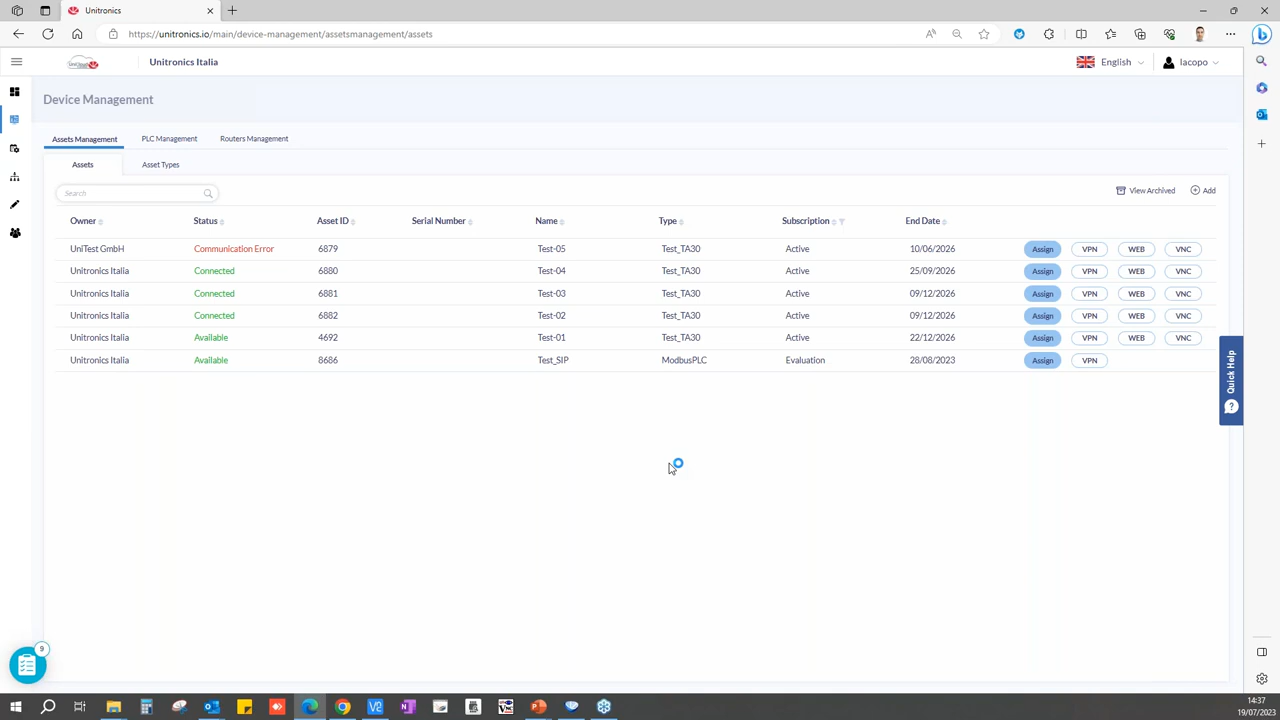 Unitronics
https://unitronics.io/main/device-management/assetsmanagement/assets
Unitronics Italia
English
Iacopo
Device Management
Assets Management PLC Management Routers Management
Assets Asset Types
Search
View Archived Add
Owner Status Asset ID Serial Number Name Type Subscription End Date
UniTest GmbH Communication Error 6879 Test-05 Test_TA30 Active 10/06/2026 Assign VPN WEB VNC
Unitronics Italia Connected 6880 Test-04 Test_TA30 Active 25/09/2026 Assign VPN WEB VNC
Unitronics Italia Connected 6881 Test-03 Test_TA30 Active 09/12/2026 Assign VPN WEB VNC
Unitronics Italia Connected 6882 Test-02 Test_TA30 Active 09/12/2026 Assign VPN WEB VNC
Unitronics Italia Available 4692 Test-01 Test_TA30 Active 22/12/2026 Assign VPN WEB VNC
Unitronics Italia Available 8686 Test_SIP ModbusPLC Evaluation 28/08/2023 Assign VPN
Quick Help
?
9
14:37
19/07/2023